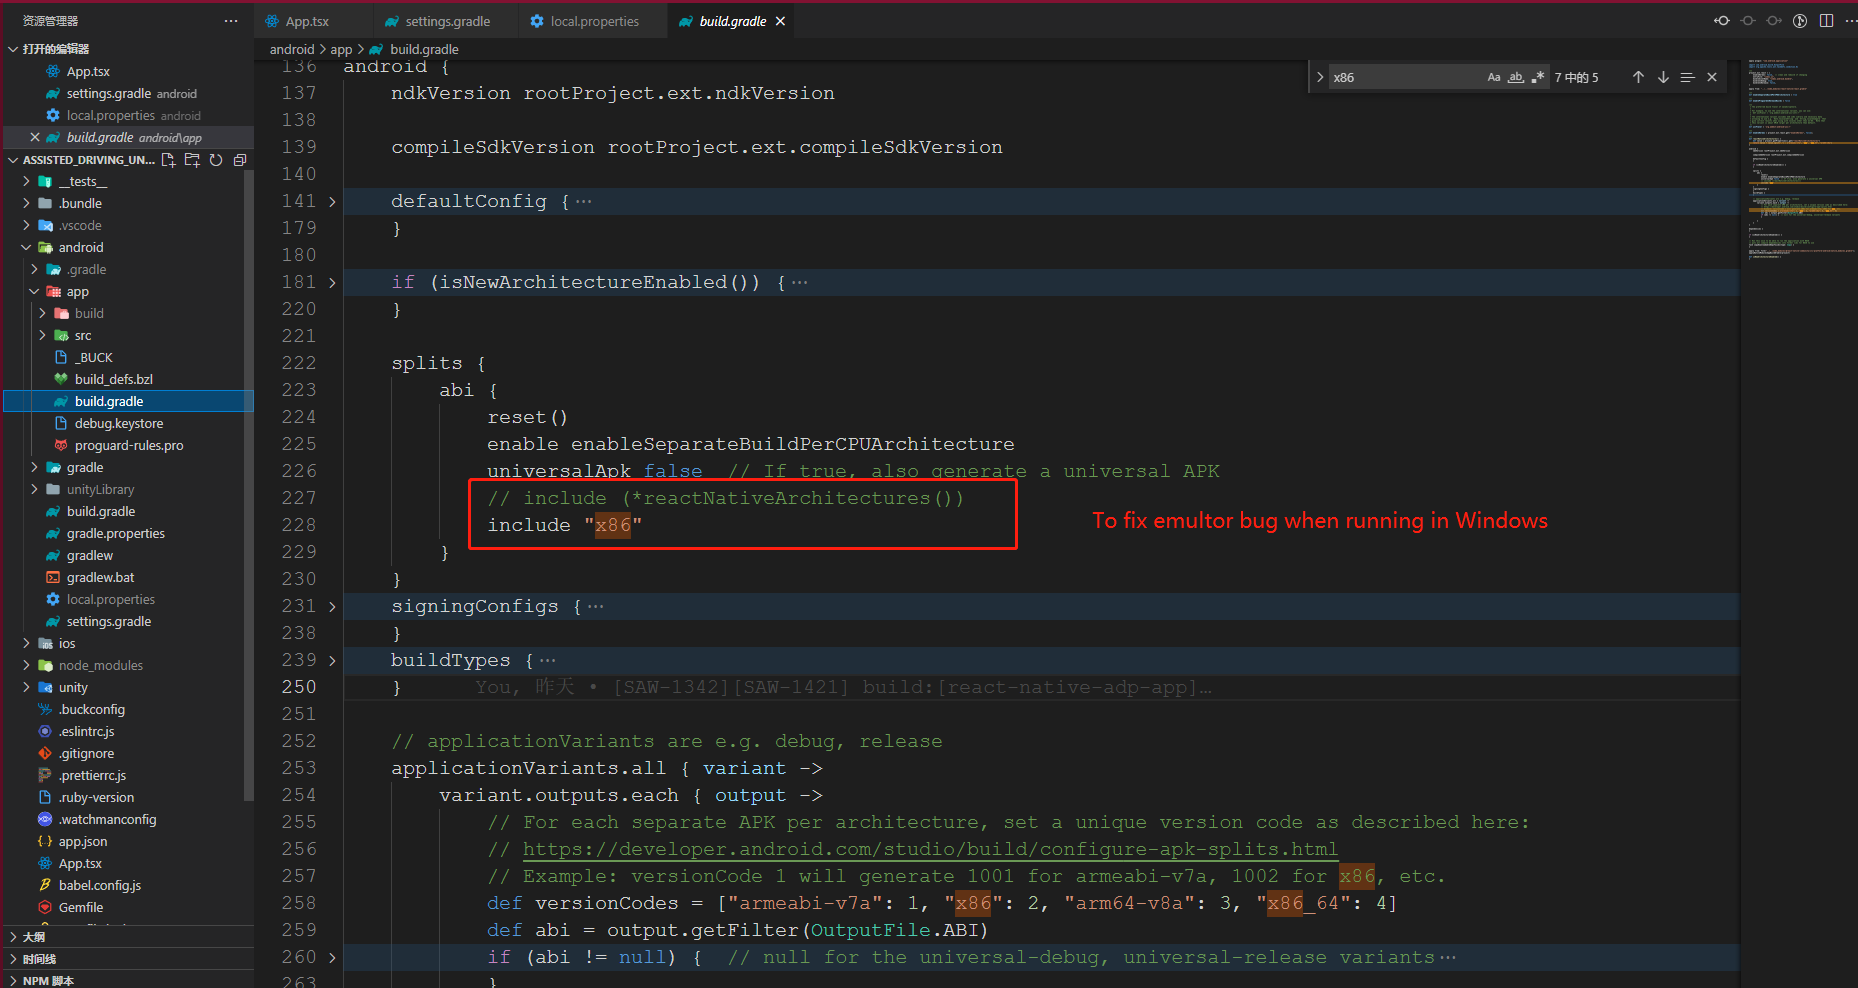 资源管理器
打开的编辑器
App.tsx
settings.gradle android
local.properties android
build.gradle android\app
ASSISTED_DRIVING_UN...
__tests__
.bundle
.vscode
android
.gradle
app
build
src
_BUCK
build_defs.bzl
build.gradle
debug.keystore
proguard-rules.pro
gradle
unityLibrary
build.gradle
gradle.properties
gradlew
gradlew.bat
local.properties
settings.gradle
ios
node_modules
unity
.buckconfig
.eslintrc.js
.gitignore
.prettierrc.js
.ruby-version
.watchmanconfig
app.json
App.tsx
babel.config.js
Gemfile
大纲
时间线
NPM 脚本
App.tsx
settings.gradle
local.properties
build.gradle
android > app > build.gradle
x86
Aa ab .* 7 中的 5
136 android {
137 ndkVersion rootProject.ext.ndkVersion
138
139 compileSdkVersion rootProject.ext.compileSdkVersion
140
141 defaultConfig {···
179 }
180
181 if (isNewArchitectureEnabled()) {···
220 }
221
222 splits {
223 abi {
224 reset()
225 enable enableSeparateBuildPerCPUArchitecture
226 universalApk false // If true, also generate a universal APK
227 // include (*reactNativeArchitectures())
228 include "x86"
229 }
230 }
231 signingConfigs {···
238 }
239 buildTypes {···
250 } You, 昨天 • [SAW-1342][SAW-1421] build:[react-native-adp-app]…
251
252 // applicationVariants are e.g. debug, release
253 applicationVariants.all { variant ->
254 variant.outputs.each { output ->
255 // For each separate APK per architecture, set a unique version code as described here:
256 // https://developer.android.com/studio/build/configure-apk-splits.html
257 // Example: versionCode 1 will generate 1001 for armeabi-v7a, 1002 for x86, etc.
258 def versionCodes = ["armeabi-v7a": 1, "x86": 2, "arm64-v8a": 3, "x86_64": 4]
259 def abi = output.getFilter(OutputFile.ABI)
260 if (abi != null) { // null for the universal-debug, universal-release variants···
263 }
To fix emultor bug when running in Windows